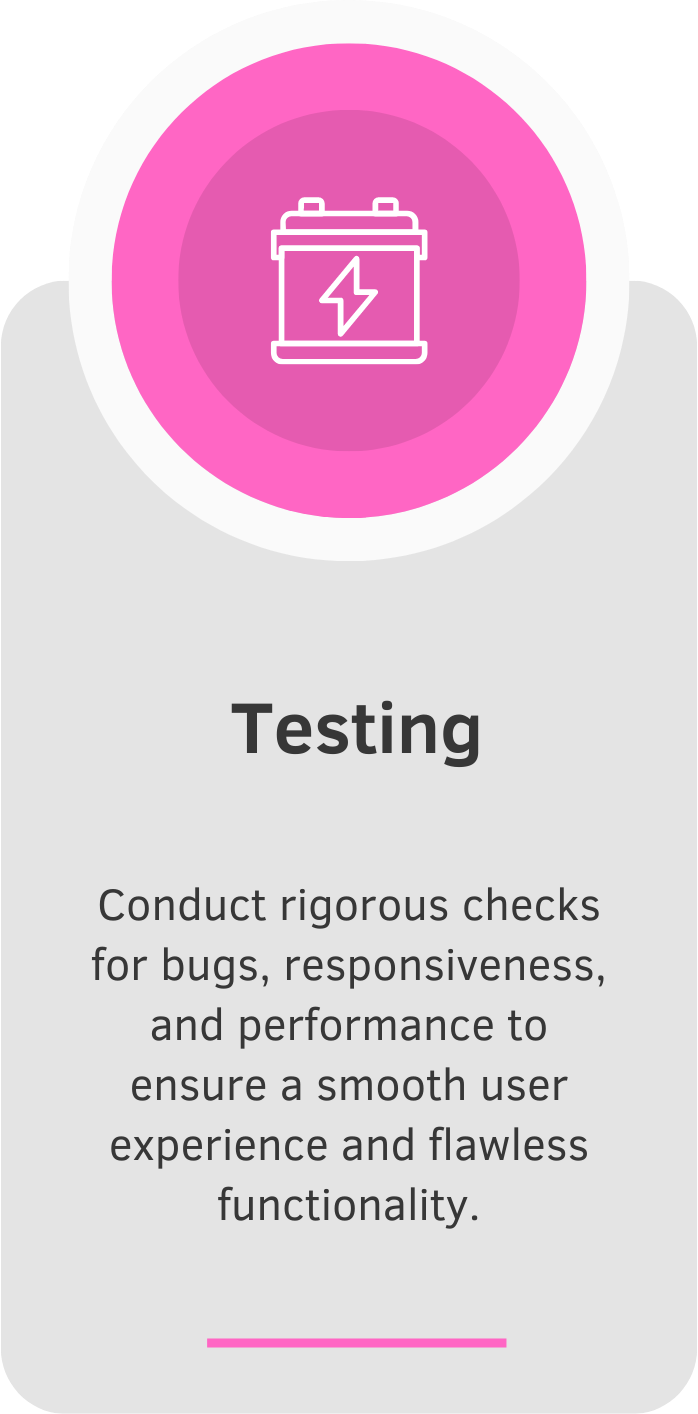 Testing
Conduct rigorous checks
for bugs, responsiveness,
and performance to
ensure a smooth user
experience and flawless
functionality.